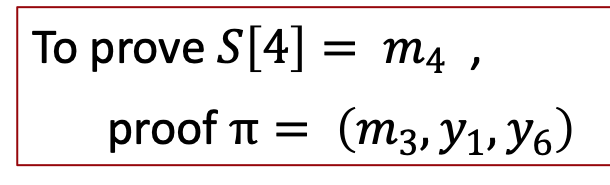 To prove S[4] = m₄ ,
proof π = (m₃, y₁, y₆)